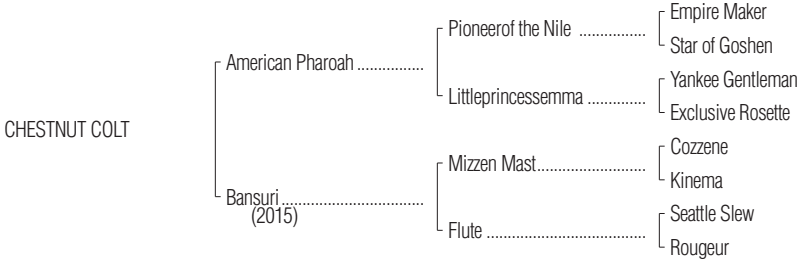 Empire Maker
Pioneerof the Nile ................
Star of Goshen
American Pharoah ................
Yankee Gentleman
Littleprincessemma ..............
Exclusive Rosette
CHESTNUT COLT
Cozzene
Mizzen Mast..........................
Kinema
Bansuri ..................................
(2015)
Seattle Slew
Flute ......................................
Rougeur